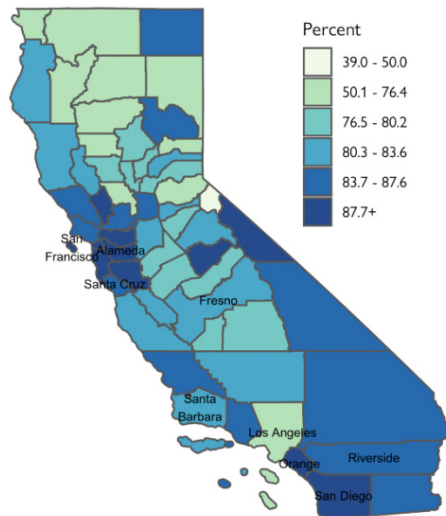 Percent
39.0 - 50.0
50.1 - 76.4
76.5 - 80.2
80.3 - 83.6
83.7 - 87.6
87.7+
San
Francisco
Alameda
Santa Cruz
Fresno
Santa
Barbara
Los Angeles
Orange
Riverside
San Diego